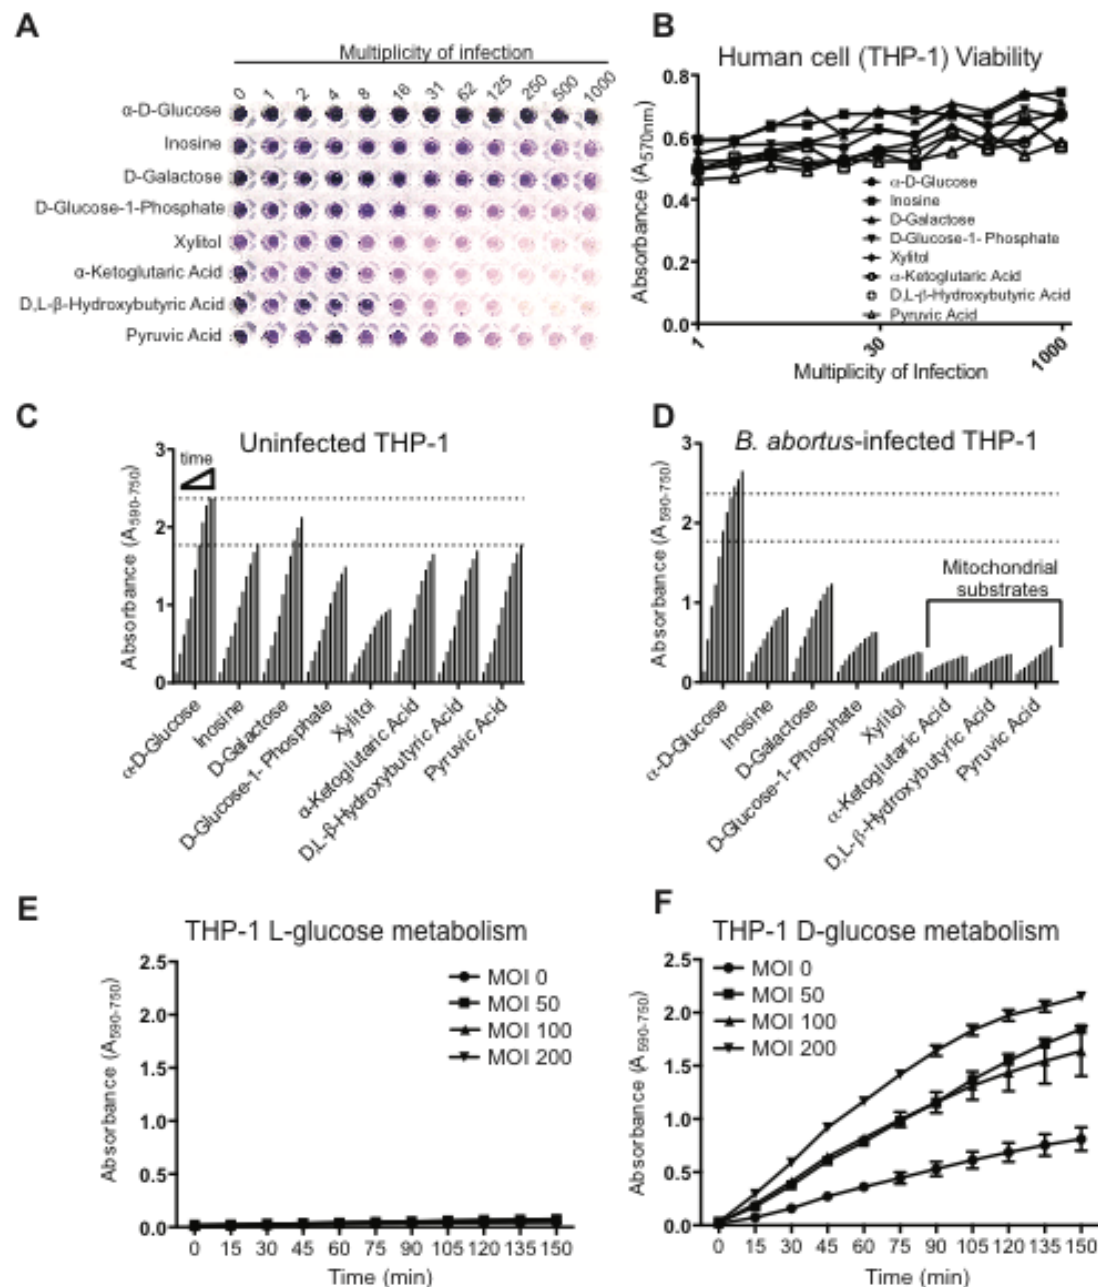 A
Multiplicity of infection
0 1 2 4 8 16 31 62 125 250 500 1000
α-D-Glucose
Inosine
D-Galactose
D-Glucose-1-Phosphate
Xylitol
α-Ketoglutaric Acid
D,L-β-Hydroxybutyric Acid
Pyruvic Acid
B
Human cell (THP-1) Viability
Absorbance (A570nm)
0.8
0.6
0.4
0.2
0.0
α-D-Glucose
Inosine
D-Galactose
D-Glucose-1- Phosphate
Xylitol
α-Ketoglutaric Acid
D,L-β-Hydroxybutyric Acid
Pyruvic Acid
1 30 1000
Multiplicity of Infection
C
Uninfected THP-1
time
Absorbance (A590-750)
3
2
1
0
α-D-Glucose
Inosine
D-Galactose
D-Glucose-1- Phosphate
Xylitol
α-Ketoglutaric Acid
D,L-β-Hydroxybutyric Acid
Pyruvic Acid
D
B. abortus-infected THP-1
Absorbance (A590-750)
3
2
1
0
Mitochondrial
substrates
α-D-Glucose
Inosine
D-Galactose
D-Glucose-1- Phosphate
Xylitol
α-Ketoglutaric Acid
D,L-β-Hydroxybutyric Acid
Pyruvic Acid
E
THP-1 L-glucose metabolism
Absorbance (A590-750)
2.5
2.0
1.5
1.0
0.5
0.0
MOI 0
MOI 50
MOI 100
MOI 200
0 15 30 45 60 75 90 105 120 135 150
Time (min)
F
THP-1 D-glucose metabolism
Absorbance (A590-750)
2.5
2.0
1.5
1.0
0.5
0.0
MOI 0
MOI 50
MOI 100
MOI 200
0 15 30 45 60 75 90 105 120 135 150
Time (min)